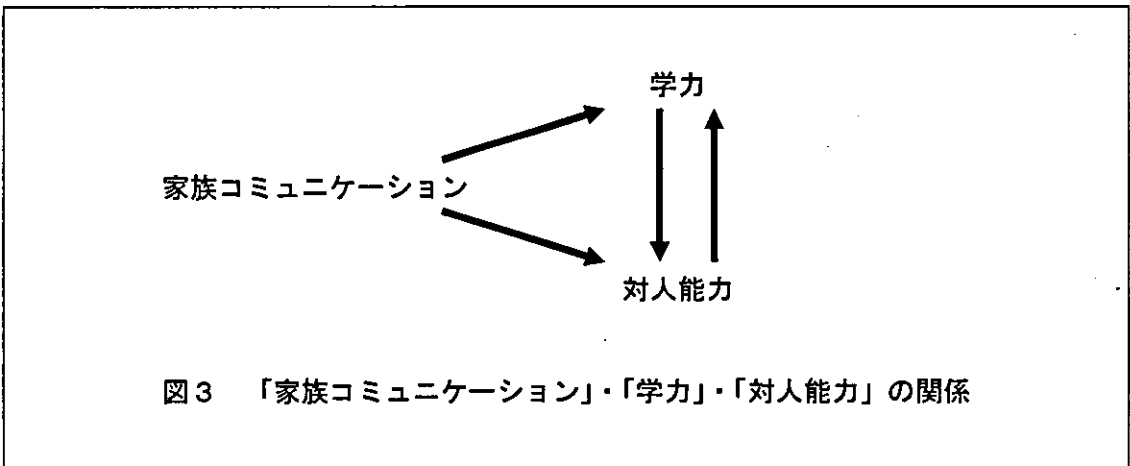 学力
家族コミュニケーション
対人能力
図3 「家族コミュニケーション」・「学力」・「対人能力」の関係